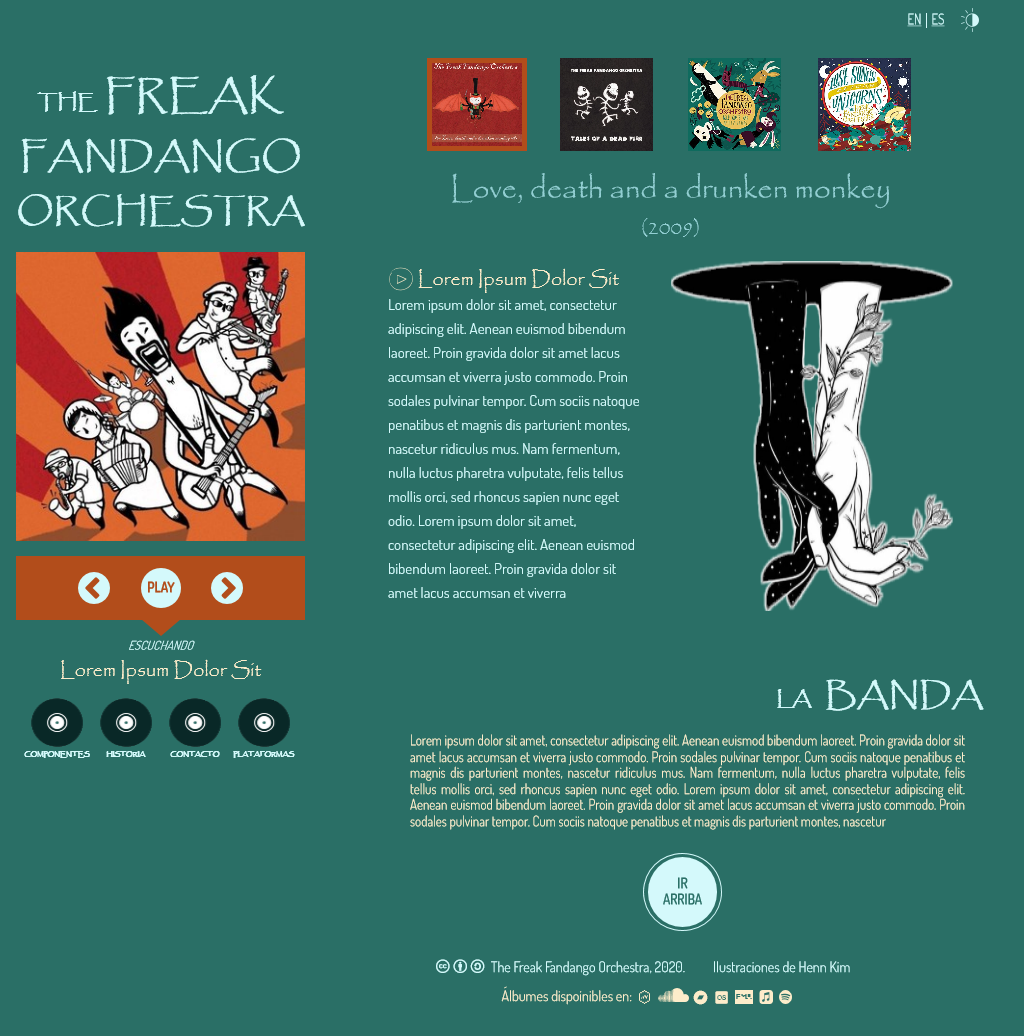 EN | ES
THE FREAK
FANDANGO
ORCHESTRA
The Freak Fandango Orchestra
THE FREAK FANDANGO ORCHESTRA
TALES OF A DEAD FISH
THE FREAK
FANDANGO
ORCHESTRA
LOST SONGS
UNICORNS
Love, death and a drunken monkey
(2009)
Lorem Ipsum Dolor Sit
Lorem ipsum dolor sit amet, consectetur
adipiscing elit. Aenean euismod bibendum
laoreet. Proin gravida dolor sit amet lacus
accumsan et viverra justo commodo. Proin
sodales pulvinar tempor. Cum sociis natoque
penatibus et magnis dis parturient montes,
nascetur ridiculus mus. Nam fermentum,
nulla luctus pharetra vulputate, felis tellus
mollis orci, sed rhoncus sapien nunc eget
odio. Lorem ipsum dolor sit amet,
consectetur adipiscing elit. Aenean euismod
bibendum laoreet. Proin gravida dolor sit
amet lacus accumsan et viverra
PLAY
ESCUCHANDO
Lorem Ipsum Dolor Sit
COMPONENTES HISTORIA CONTACTO PLATAFORMAS
LA BANDA
Lorem ipsum dolor sit amet, consectetur adipiscing elit. Aenean euismod bibendum laoreet. Proin gravida dolor sit
amet lacus accumsan et viverra justo commodo. Proin sodales pulvinar tempor. Cum sociis natoque penatibus et
magnis dis parturient montes, nascetur ridiculus mus. Nam fermentum, nulla luctus pharetra vulputate, felis
tellus mollis orci, sed rhoncus sapien nunc eget odio. Lorem ipsum dolor sit amet, consectetur adipiscing elit.
Aenean euismod bibendum laoreet. Proin gravida dolor sit amet lacus accumsan et viverra justo commodo. Proin
sodales pulvinar tempor. Cum sociis natoque penatibus et magnis dis parturient montes, nascetur
IR
ARRIBA
cc The Freak Fandango Orchestra, 2020. Ilustraciones de Henn Kim
Álbumes dispoinibles en: OS